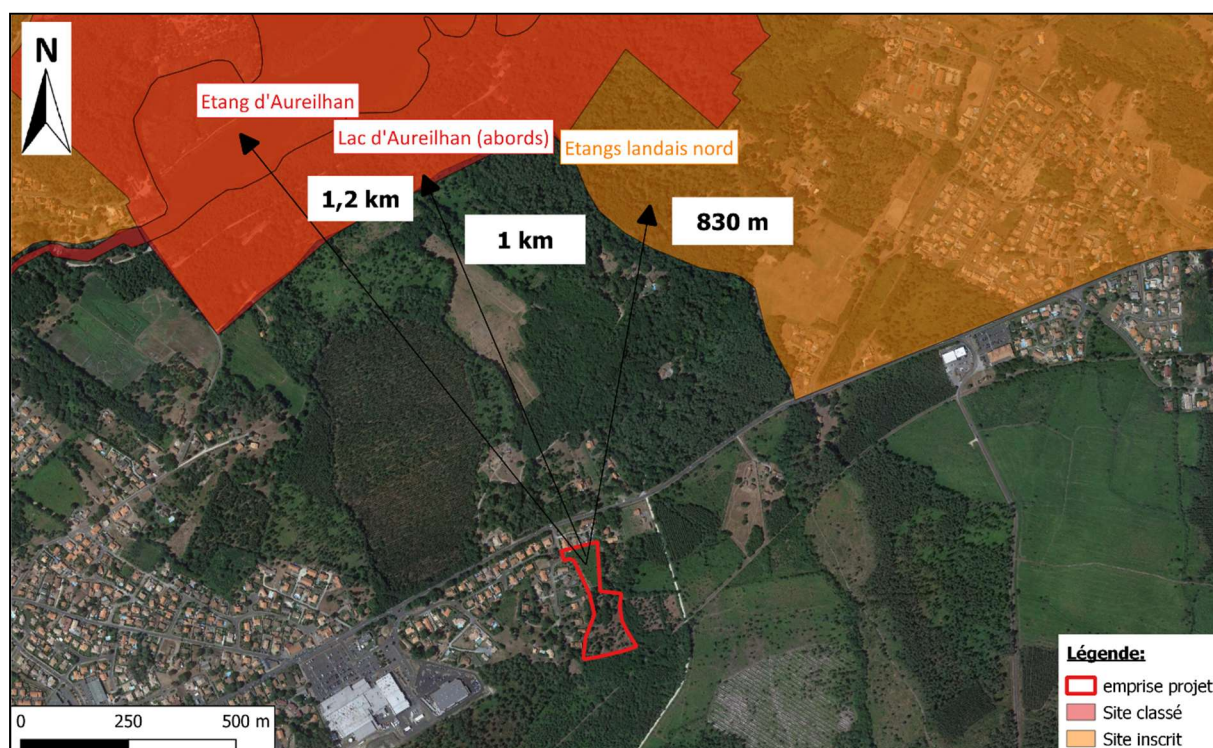 N
Etang d'Aureilhan
Lac d'Aureilhan (abords)
Etangs landais nord
1,2 km
1 km
830 m
Légende:
emprise projet
Site classé
Site inscrit
0 250 500 m